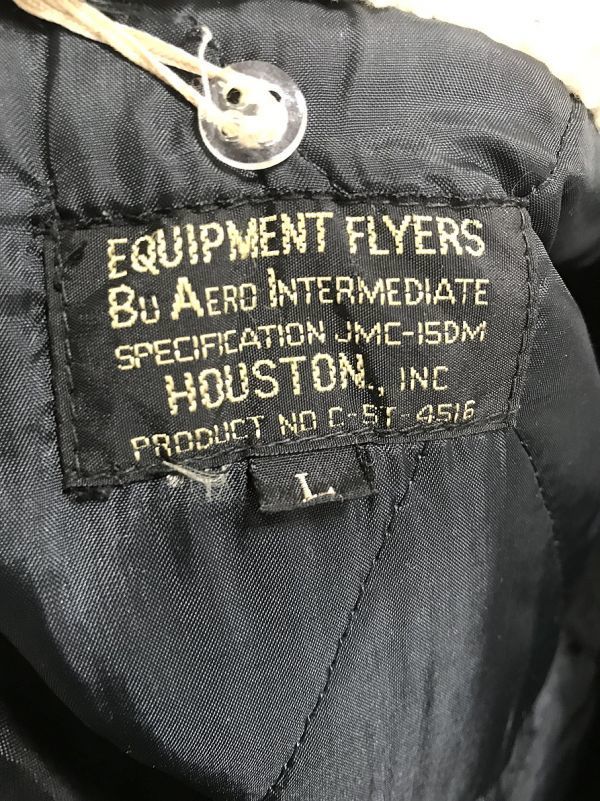 EQUIPMENT FLYERS
BU AERO INTERMEDIATE
SPECIFICATION JMC-15DM
HOUSTON., INC
PRODUCT NO C-ST-4516
L